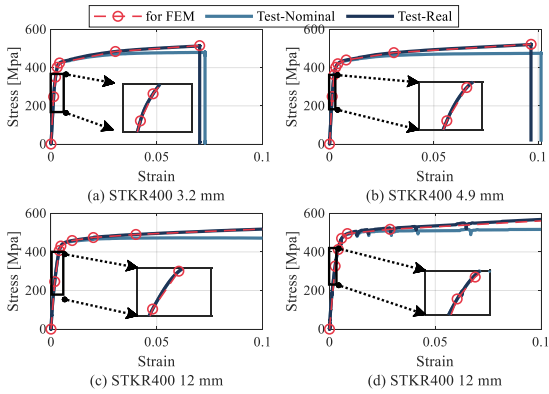 for FEM Test-Nominal Test-Real
600
400
200
0
Stress [Mpa]
0 0.05 0.1
Strain
(a) STKR400 3.2 mm
600
400
200
0
Stress [Mpa]
0 0.05 0.1
Strain
(b) STKR400 4.9 mm
600
400
200
0
Stress [Mpa]
0 0.05 0.1
Strain
(c) STKR400 12 mm
600
400
200
0
Stress [Mpa]
0 0.05 0.1
Strain
(d) STKR400 12 mm